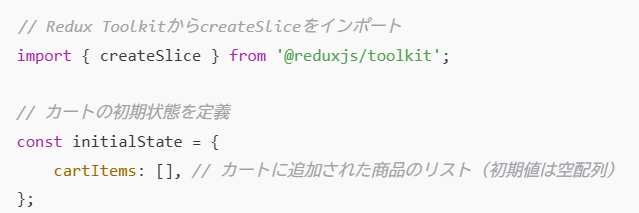 // Redux ToolkitからcreateSliceをインポート
import { createSlice } from '@reduxjs/toolkit';
// カートの初期状態を定義
const initialState = {
    cartItems: [], // カートに追加された商品のリスト（初期値は空配列）
};